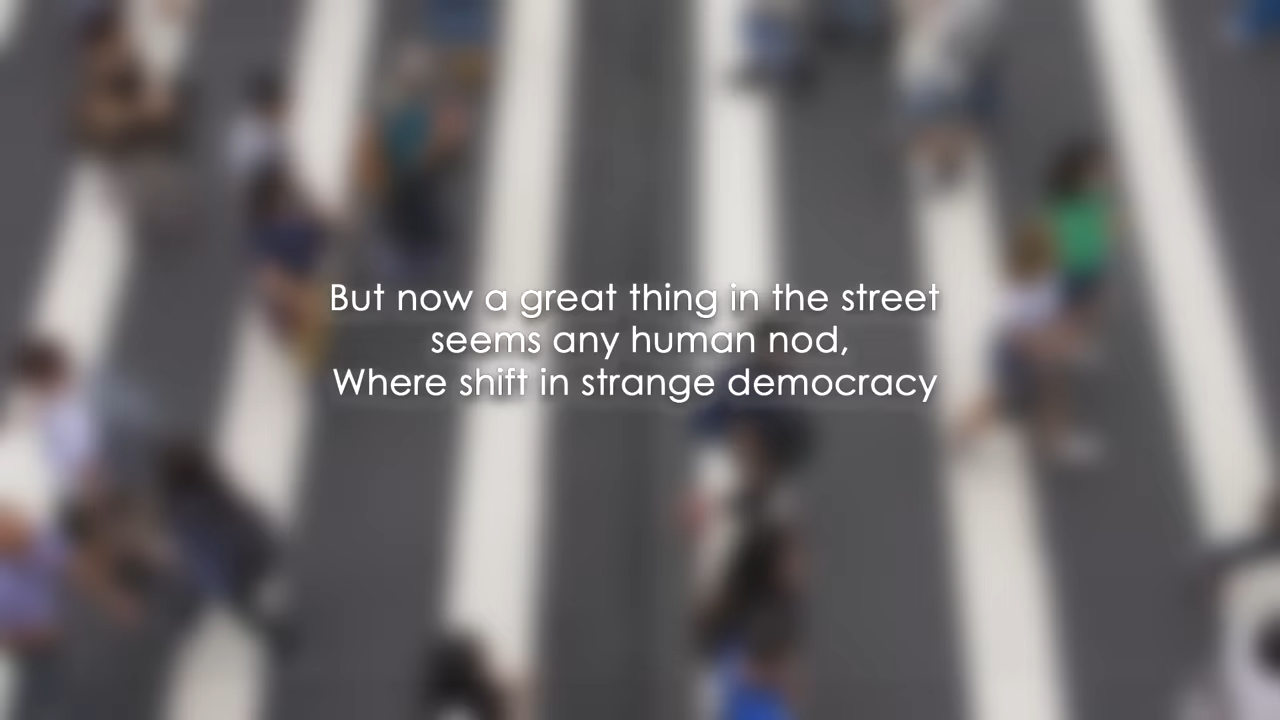 But now a great thing in the street
seems any human nod,
Where shift in strange democracy